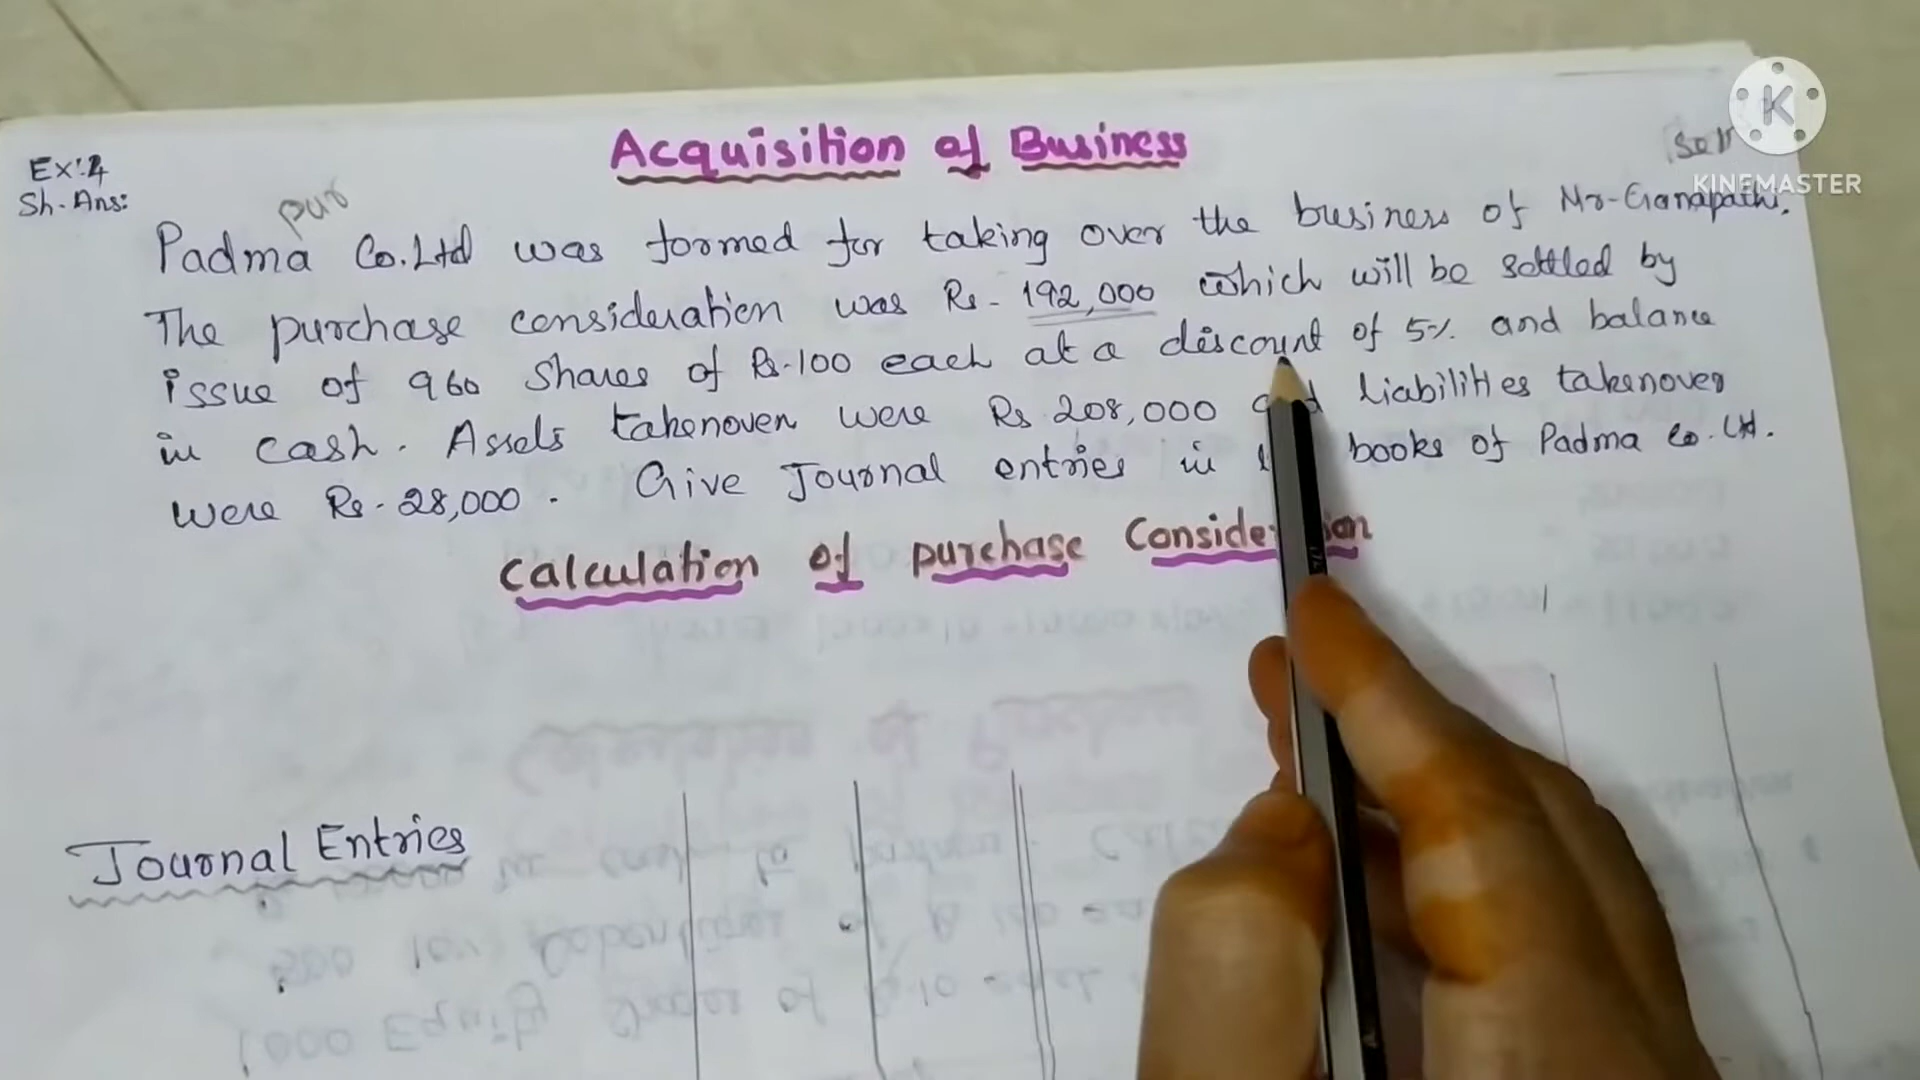 Acquisition of Business
Ex:4
Sh-Ans:
pur
KINEMASTER
Padma Co.Ltd was formed for taking over the business of Mr-Ganapathi.
The purchase consideration was Rs- 192,000 which will be settled by
issue of 960 shares of Rs-100 each at a discount of 5% and balance
in cash. Assets takenover were Rs 208,000 liabilities takenover
were Rs-28,000. Give Journal entries in books of Padma Co. Ltd.
Calculation of purchase
Journal Entries